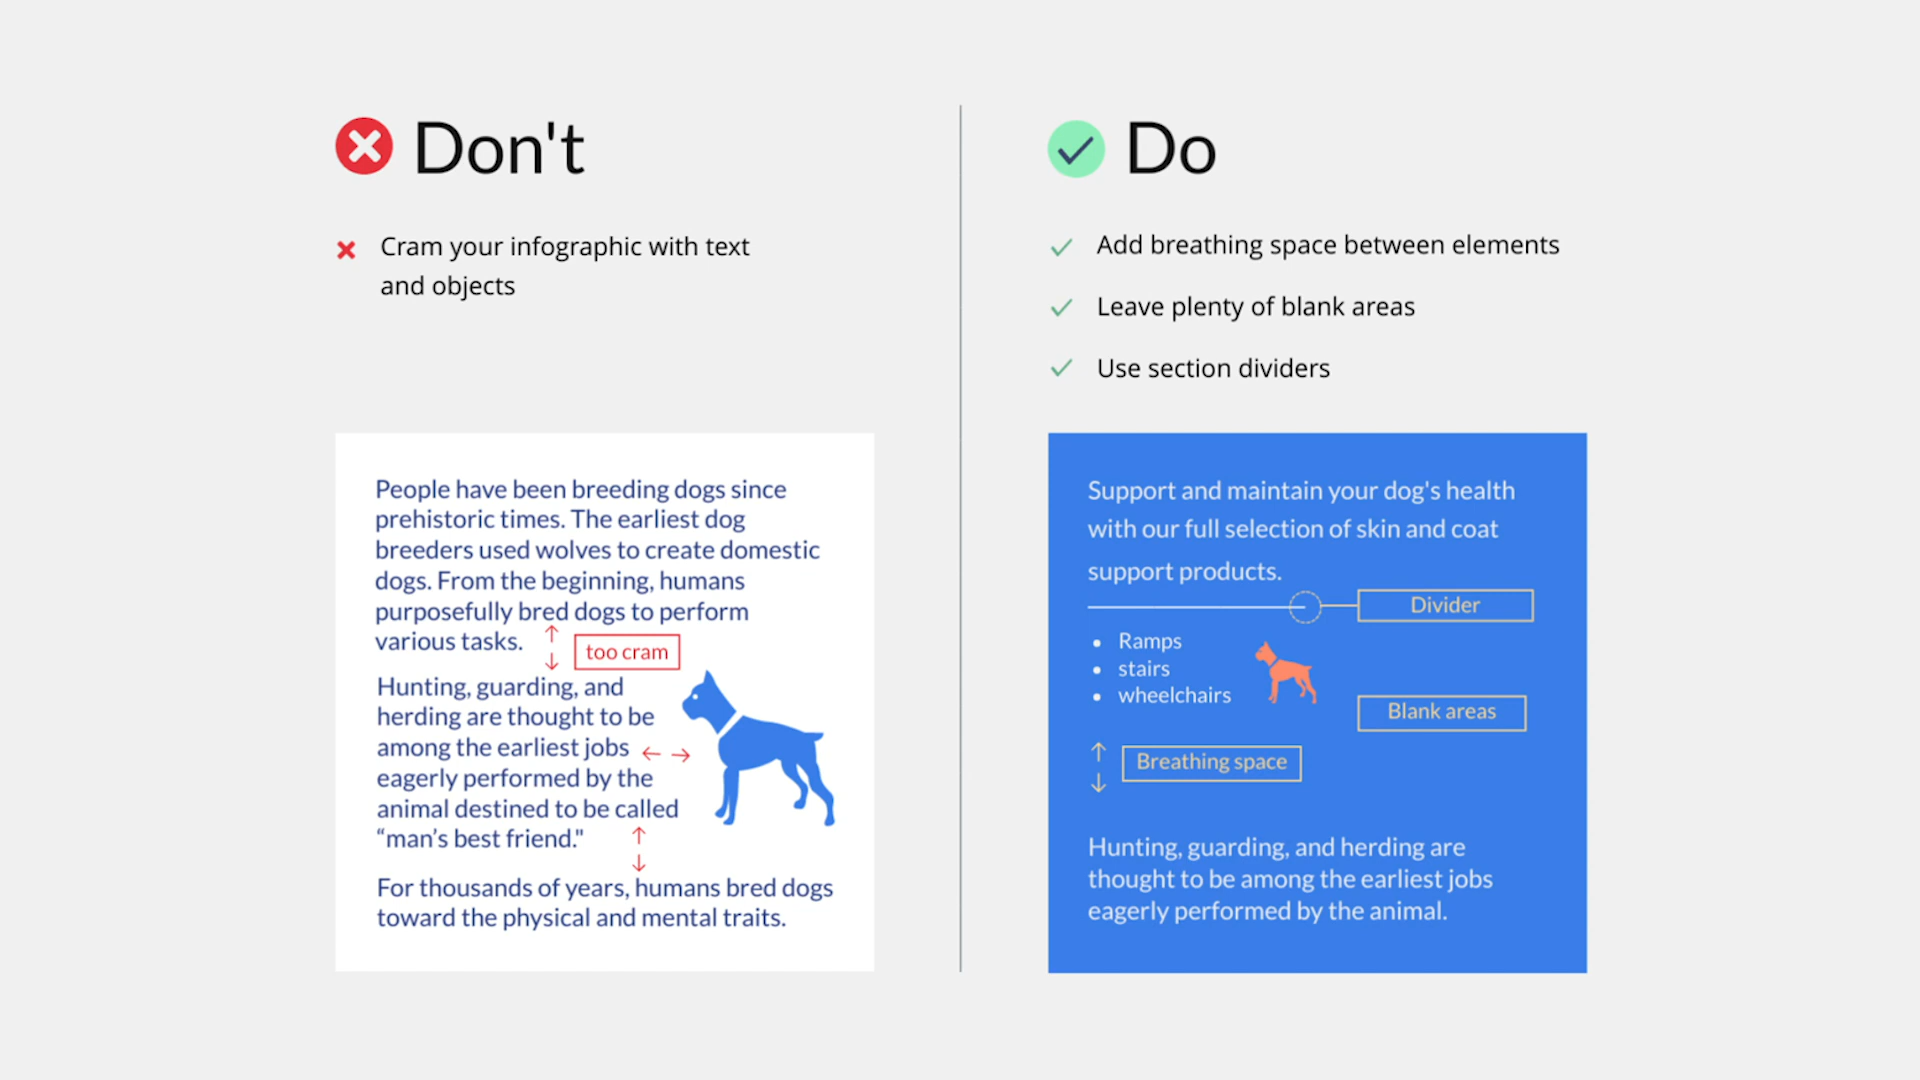 Don't
Cram your infographic with text
and objects
People have been breeding dogs since
prehistoric times. The earliest dog
breeders used wolves to create domestic
dogs. From the beginning, humans
purposefully bred dogs to perform
various tasks.
too cram
Hunting, guarding, and
herding are thought to be
among the earliest jobs
eagerly performed by the
animal destined to be called
“man’s best friend."
For thousands of years, humans bred dogs
toward the physical and mental traits.
Do
Add breathing space between elements
Leave plenty of blank areas
Use section dividers
Support and maintain your dog's health
with our full selection of skin and coat
support products.
Divider
• Ramps
• stairs
• wheelchairs
Blank areas
Breathing space
Hunting, guarding, and herding are
thought to be among the earliest jobs
eagerly performed by the animal.